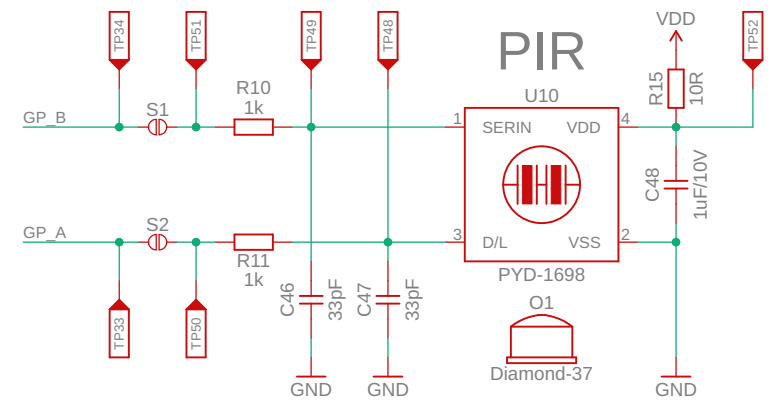 TP34
TP51
TP49
TP48
PIR
VDD
TP52
R10
1k
S1
GP_B
U10
R15
10R
1
SERIN
VDD
4
C48
1uF/10V
S2
GP_A
R11
1k
3
D/L
VSS
2
PYD-1698
C46
33pF
C47
33pF
O1
TP33
TP50
Diamond-37
GND
GND
GND